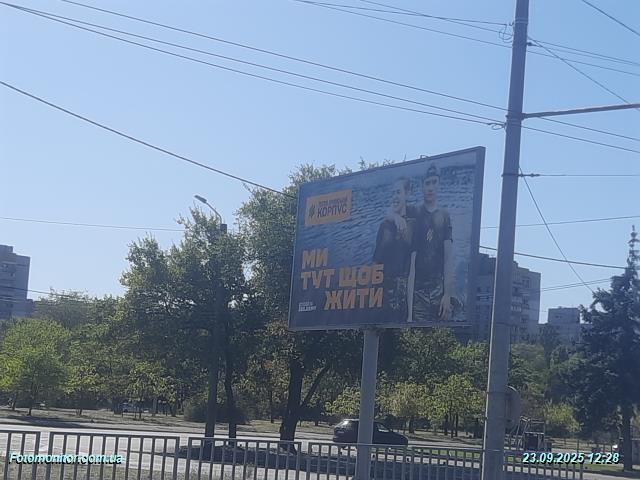 КОРПУС
МИ
ТУТ ЩОБ
ЖИТИ
Fotomonitor.com.ua
23.09.2025 12:28